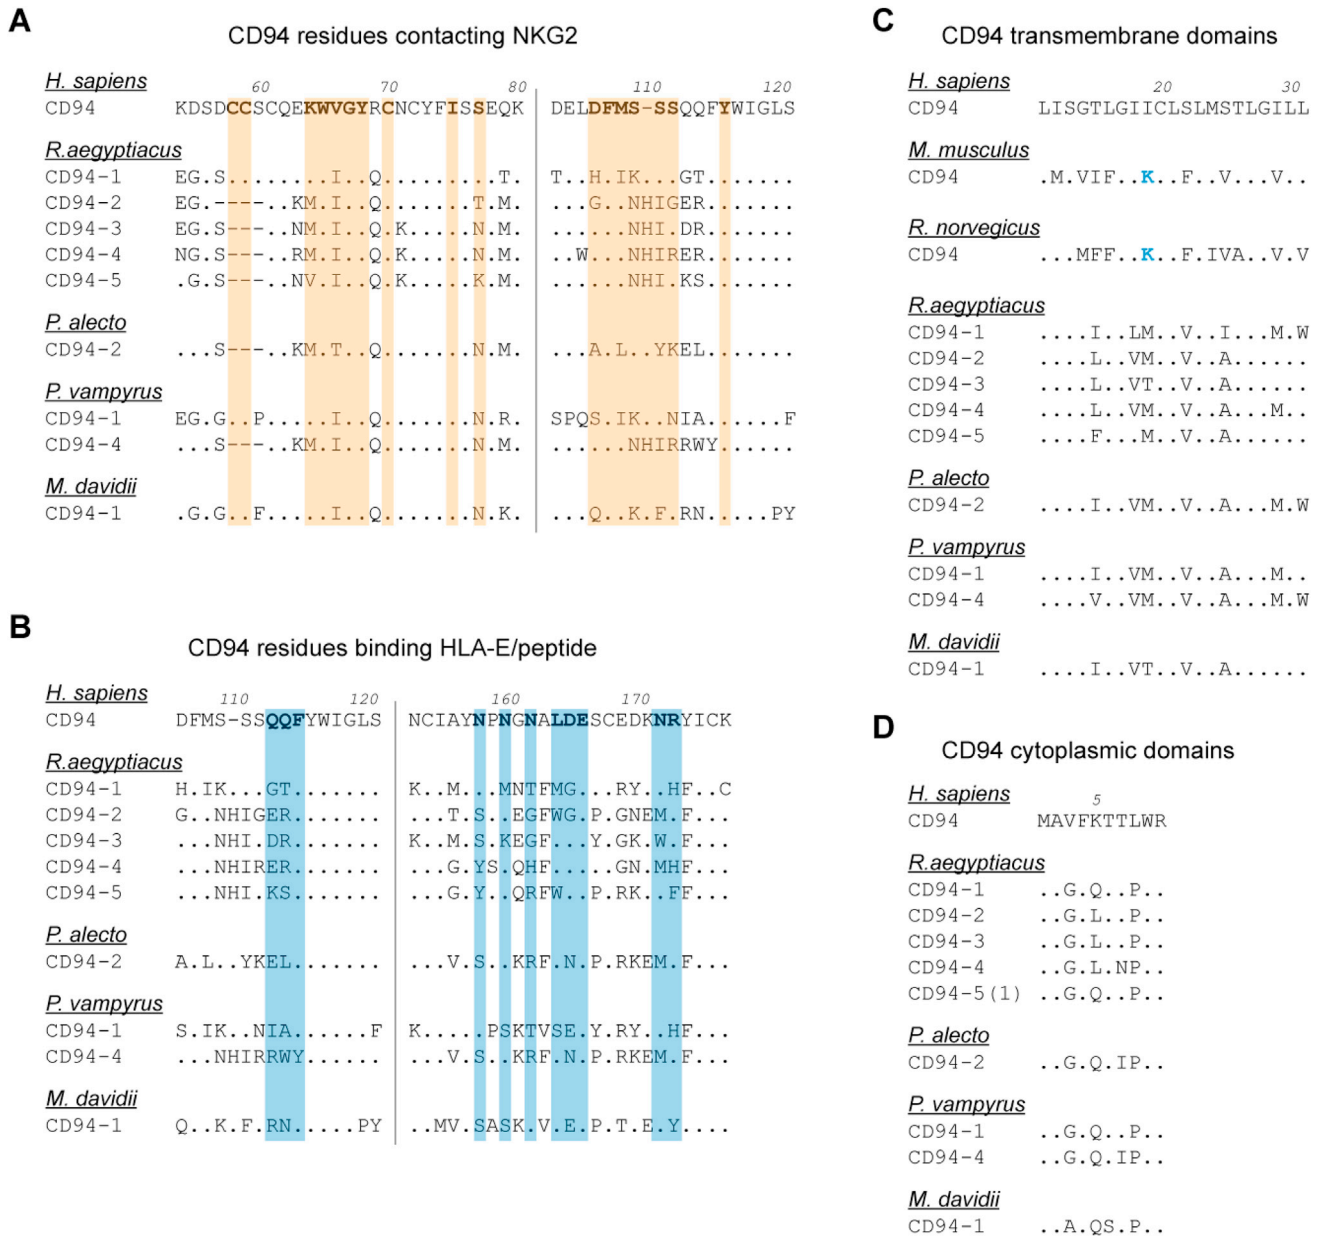 A
CD94 residues contacting NKG2
H. sapiens
60 70 80 110 120
CD94 KDSDCCSCQEKWVGYRCNCYFISSEQK DELDFMS-SSQQFYWIGLS
R.aegyptiacus
CD94-1 EG.S........I..Q.........T. T..H.IK...GT.......
CD94-2 EG.----..KM.I..Q.......T.M. ...G..NHIGER.......
CD94-3 EG.S---..NM.I..Q.K.....N.M. ......NHI.DR.......
CD94-4 NG.S---..RM.I..Q.K.....N.M. ..W...NHIRER.......
CD94-5 .G.S---..NV.I..Q.K.....K.M. ......NHI.KS.......
P. alecto
CD94-2 ...S---..KM.T..Q.......N.M. ...A.L..YKEL.......
P. vampyrus
CD94-1 EG.G..P.....I..Q.......N.R. SPQS.IK..NIA......F
CD94-4 ...S---..KM.I..Q.......N.M. ......NHIRRWY......
M. davidii
CD94-1 .G.G..F.....I..Q.......N.K. ...Q..K.F.RN.....PY
B
CD94 residues binding HLA-E/peptide
H. sapiens
110 120 160 170
CD94 DFMS-SSQQFYWIGLS NCIAYNPNGNALDESCEDKNRYICK
R.aegyptiacus
CD94-1 H.IK...GT....... K..M...MNTFMG...RY..HF..C
CD94-2 G..NHIGER....... ...T.S..EGFWG.P.GNEM.F...
CD94-3 ...NHI.DR....... K..M.S.KEGF...Y.GK.W.F...
CD94-4 ...NHIRER....... ...G.YS.QHF.....GN.MHF...
CD94-5 ...NHI.KS....... ...G.Y..QRFW..P.RK..FF...
P. alecto
CD94-2 A.L..YKEL....... ...V.S..KRF.N.P.RKEM.F...
P. vampyrus
CD94-1 S.IK..NIA......F K.....PSKTVSE.Y.RY..HF...
CD94-4 ...NHIRRWY...... ...V.S..KRF.N.P.RKEM.F...
M. davidii
CD94-1 Q..K.F.RN.....PY ..MV.SASK.V.E.P.T.E.Y....
C
CD94 transmembrane domains
H. sapiens
20 30
CD94 LISGTLGIICLSLMSTLGILL
M. musculus
CD94 .M.VIF..K..F..V...V..
R. norvegicus
CD94 ...MFF..K..F.IVA..V.V
R.aegyptiacus
CD94-1 ....I..LM..V..I...M.W
CD94-2 ....L..VM..V..A......
CD94-3 ....L..VT..V..A......
CD94-4 ....L..VM..V..A...M..
CD94-5 ....F...M..V..A......
P. alecto
CD94-2 ....I..VM..V..A...M.W
P. vampyrus
CD94-1 ....I..VM..V..A...M..
CD94-4 ....V..VM..V..A...M.W
M. davidii
CD94-1 ....I..VT..V..A......
D
CD94 cytoplasmic domains
H. sapiens
5
CD94 MAVFKTTLWR
R.aegyptiacus
CD94-1 ..G.Q..P..
CD94-2 ..G.L..P..
CD94-3 ..G.L..P..
CD94-4 ..G.L.NP..
CD94-5(1) ..G.Q..P..
P. alecto
CD94-2 ..G.Q.IP..
P. vampyrus
CD94-1 ..G.Q..P..
CD94-4 ..G.Q.IP..
M. davidii
CD94-1 ..A.QS.P..